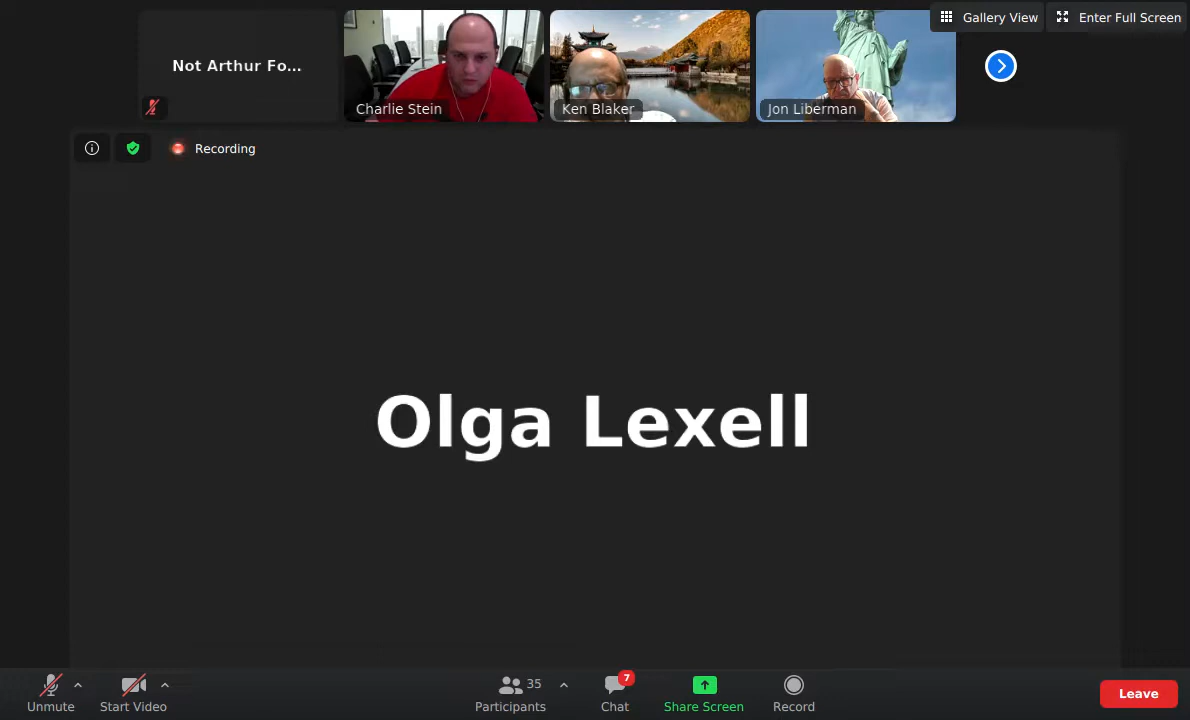 Not Arthur Fo...
Charlie Stein
Ken Blaker
Jon Liberman
Gallery View
Enter Full Screen
Recording
Olga Lexell
Unmute
Start Video
35
Participants
7
Chat
Share Screen
Record
Leave